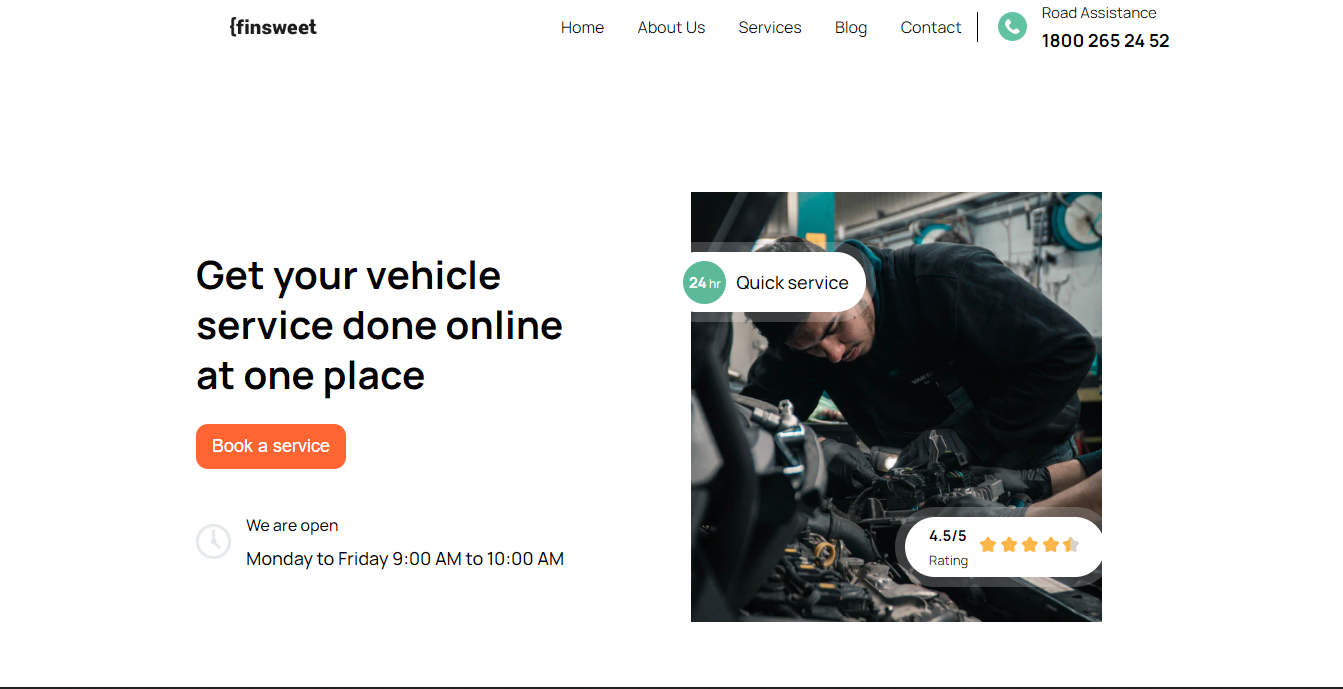 {finsweet
Home About Us Services Blog Contact
Road Assistance
1800 265 24 52
Get your vehicle
service done online
at one place
Book a service
We are open
Monday to Friday 9:00 AM to 10:00 AM
24 hr Quick service
4.5/5
Rating